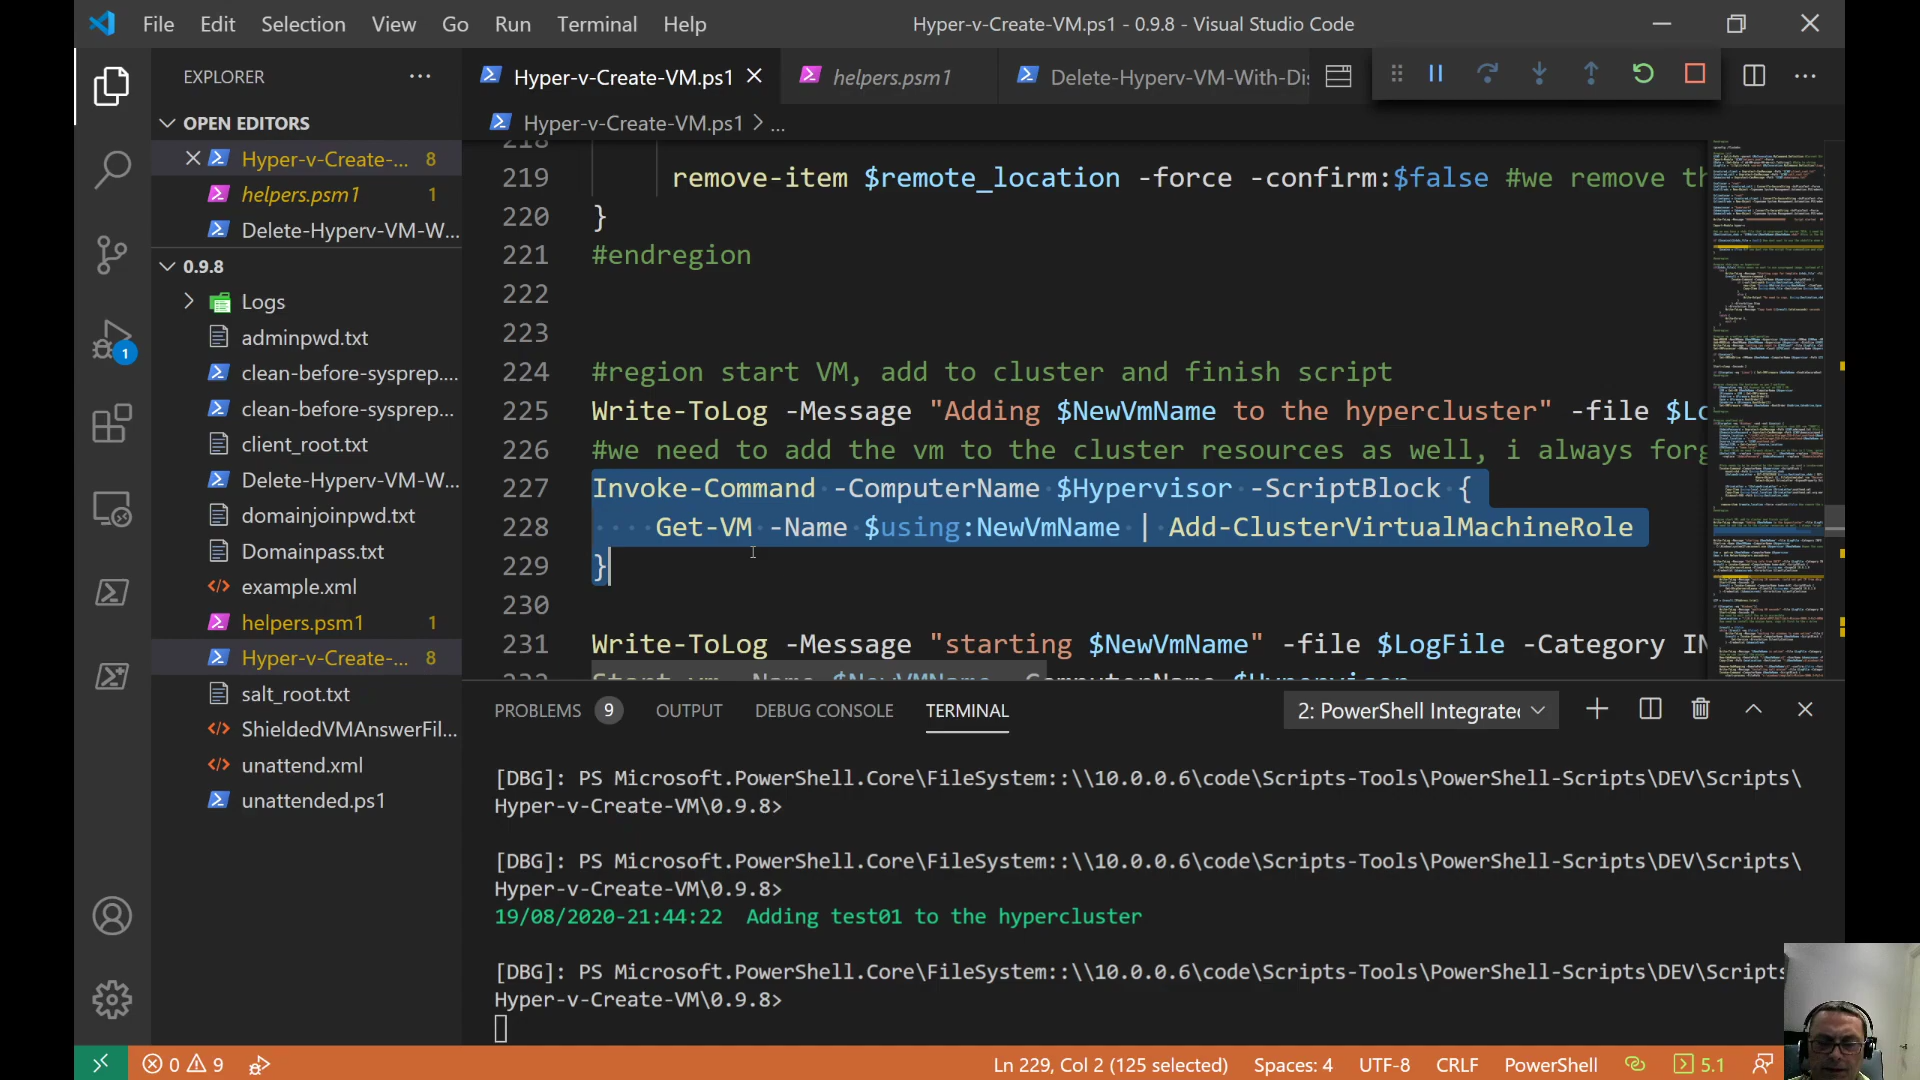 File Edit Selection View Go Run Terminal Help
Hyper-v-Create-VM.ps1 - 0.9.8 - Visual Studio Code
EXPLORER
OPEN EDITORS
Hyper-v-Create-... 8
helpers.psm1 1
Delete-Hyperv-VM-W...
0.9.8
Logs
adminpwd.txt
clean-before-sysprep....
clean-before-sysprep...
client_root.txt
Delete-Hyperv-VM-W...
domainjoinpwd.txt
Domainpass.txt
example.xml
helpers.psm1 1
Hyper-v-Create-... 8
salt_root.txt
ShieldedVMAnswerFil...
unattend.xml
unattended.ps1
1
Hyper-v-Create-VM.ps1
helpers.psm1
Delete-Hyperv-VM-With-Dis
Hyper-v-Create-VM.ps1 > ...
218
219 remove-item $remote_location -force -confirm:$false #we remove th
220 }
221 #endregion
222
223
224 #region start VM, add to cluster and finish script
225 Write-ToLog -Message "Adding $NewVmName to the hypercluster" -file $Lo
226 #we need to add the vm to the cluster resources as well, i always forg
227 Invoke-Command -ComputerName $Hypervisor -ScriptBlock {
228 Get-VM -Name $using:NewVmName | Add-ClusterVirtualMachineRole
229 }
230
231 Write-ToLog -Message "starting $NewVmName" -file $LogFile -Category IN
232 Start-vm -Name $NewVMName -ComputerName $Hypervisor
PROBLEMS 9 OUTPUT DEBUG CONSOLE TERMINAL
2: PowerShell Integrated
[DBG]: PS Microsoft.PowerShell.Core\FileSystem::\\10.0.0.6\code\Scripts-Tools\PowerShell-Scripts\DEV\Scripts\
Hyper-v-Create-VM\0.9.8>
[DBG]: PS Microsoft.PowerShell.Core\FileSystem::\\10.0.0.6\code\Scripts-Tools\PowerShell-Scripts\DEV\Scripts\
Hyper-v-Create-VM\0.9.8>
19/08/2020-21:44:22 Adding test01 to the hypercluster
[DBG]: PS Microsoft.PowerShell.Core\FileSystem::\\10.0.0.6\code\Scripts-Tools\PowerShell-Scripts\DEV\Scripts
Hyper-v-Create-VM\0.9.8>
0 9
Ln 229, Col 2 (125 selected) Spaces: 4 UTF-8 CRLF PowerShell 5.1